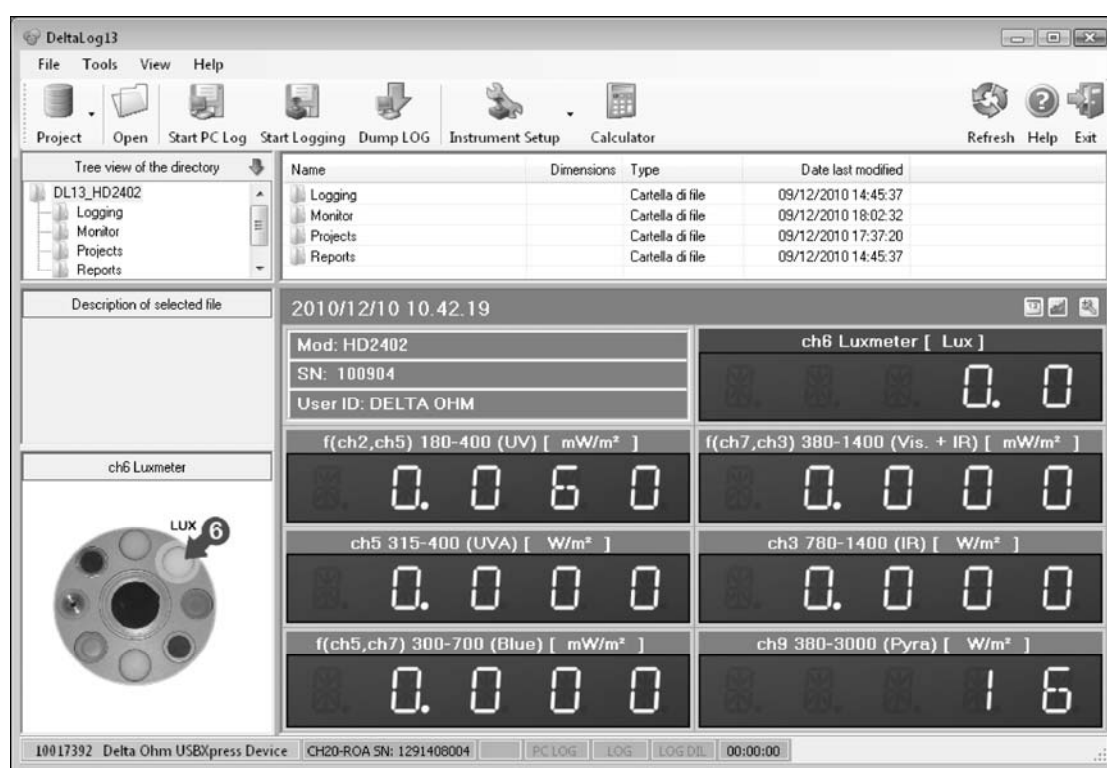 DeltaLog13
File Tools View Help
Project Open Start PC Log Start Logging Dump LOG Instrument Setup Calculator Refresh Help Exit
Tree view of the directory
DL13_HD2402
Logging
Monitor
Projects
Reports
Name Dimensions Type Date last modified
Logging Cartella di file 09/12/2010 14:45:37
Monitor Cartella di file 09/12/2010 18:02:32
Projects Cartella di file 09/12/2010 17:37:20
Reports Cartella di file 09/12/2010 14:45:37
Description of selected file
2010/12/10 10.42.19
Mod: HD2402
SN: 100904
User ID: DELTA OHM
ch6 Luxmeter [ Lux ]
0.0
f(ch2,ch5) 180-400 (UV) [ mW/m² ]
0.060
f(ch7,ch3) 380-1400 (Vis. + IR) [ mW/m² ]
0.000
ch5 315-400 (UVA) [ W/m² ]
0.000
ch3 780-1400 (IR) [ W/m² ]
0.000
f(ch5,ch7) 300-700 (Blue) [ mW/m² ]
0.000
ch9 380-3000 (Pyra) [ W/m² ]
16
ch6 Luxmeter
LUX 6
10017392 Delta Ohm USBXpress Device CH20-ROA SN: 1291408004 PC LOG LOG LOG DIL 00:00:00